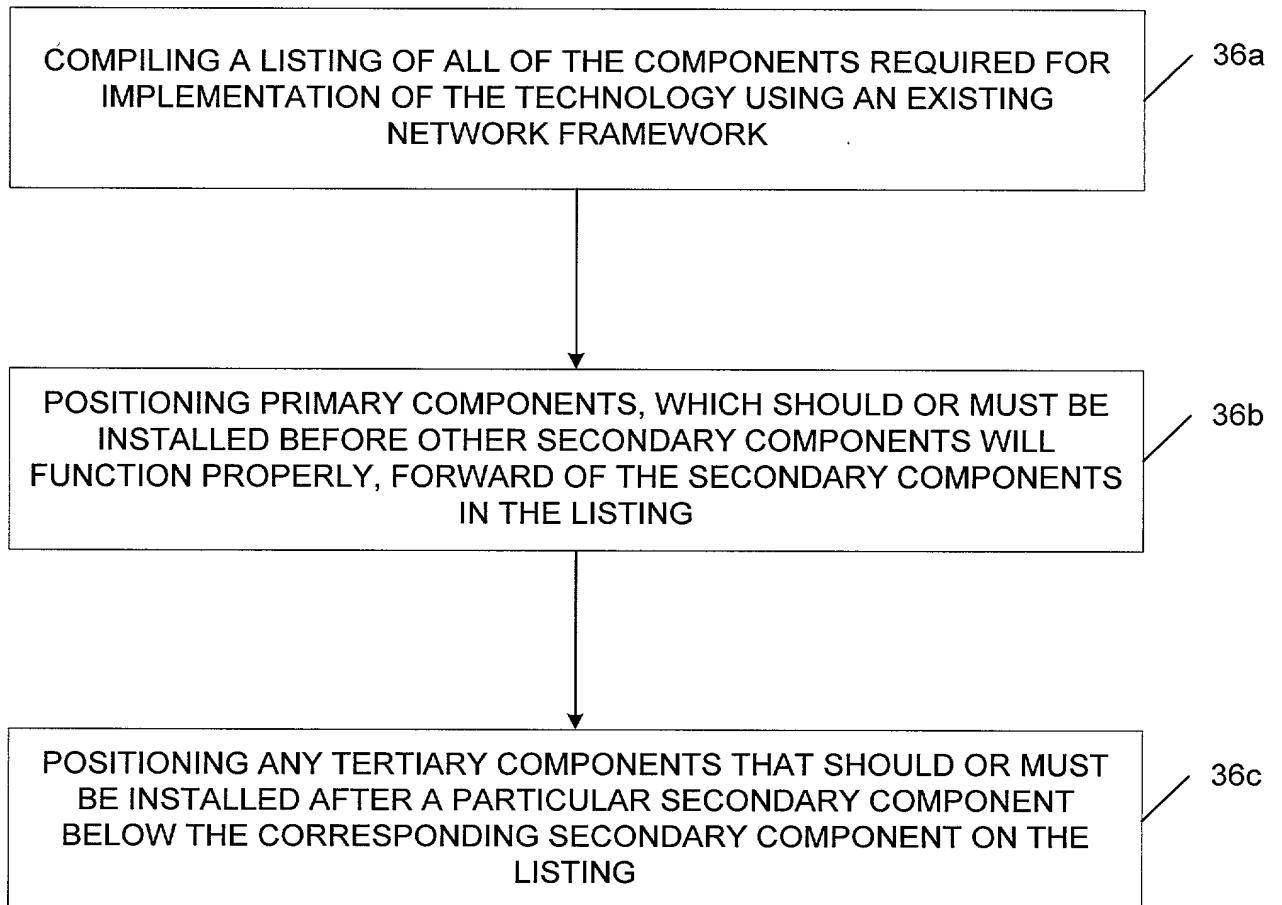 COMPILING A LISTING OF ALL OF THE COMPONENTS REQUIRED FOR
IMPLEMENTATION OF THE TECHNOLOGY USING AN EXISTING
NETWORK FRAMEWORK
36a
POSITIONING PRIMARY COMPONENTS, WHICH SHOULD OR MUST BE
INSTALLED BEFORE OTHER SECONDARY COMPONENTS WILL
FUNCTION PROPERLY, FORWARD OF THE SECONDARY COMPONENTS
IN THE LISTING
36b
POSITIONING ANY TERTIARY COMPONENTS THAT SHOULD OR MUST
BE INSTALLED AFTER A PARTICULAR SECONDARY COMPONENT
BELOW THE CORRESPONDING SECONDARY COMPONENT ON THE
LISTING
36c